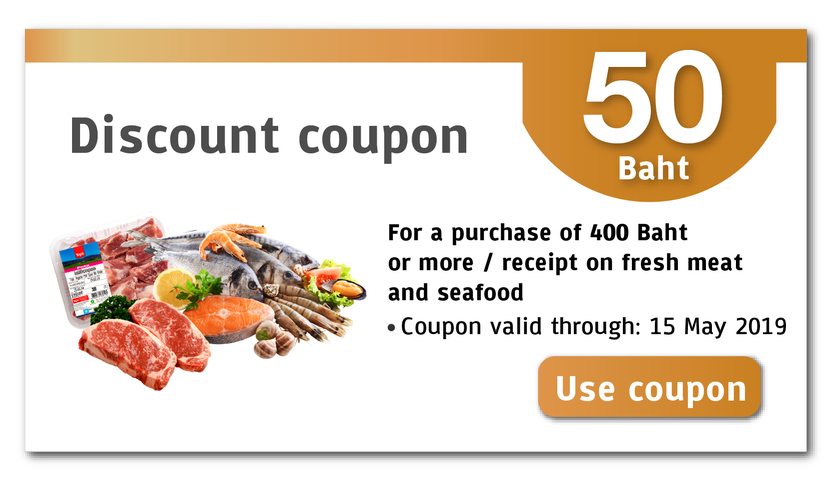 50
Baht
Discount coupon
For a purchase of 400 Baht
or more / receipt on fresh meat
and seafood
• Coupon valid through: 15 May 2019
Use coupon